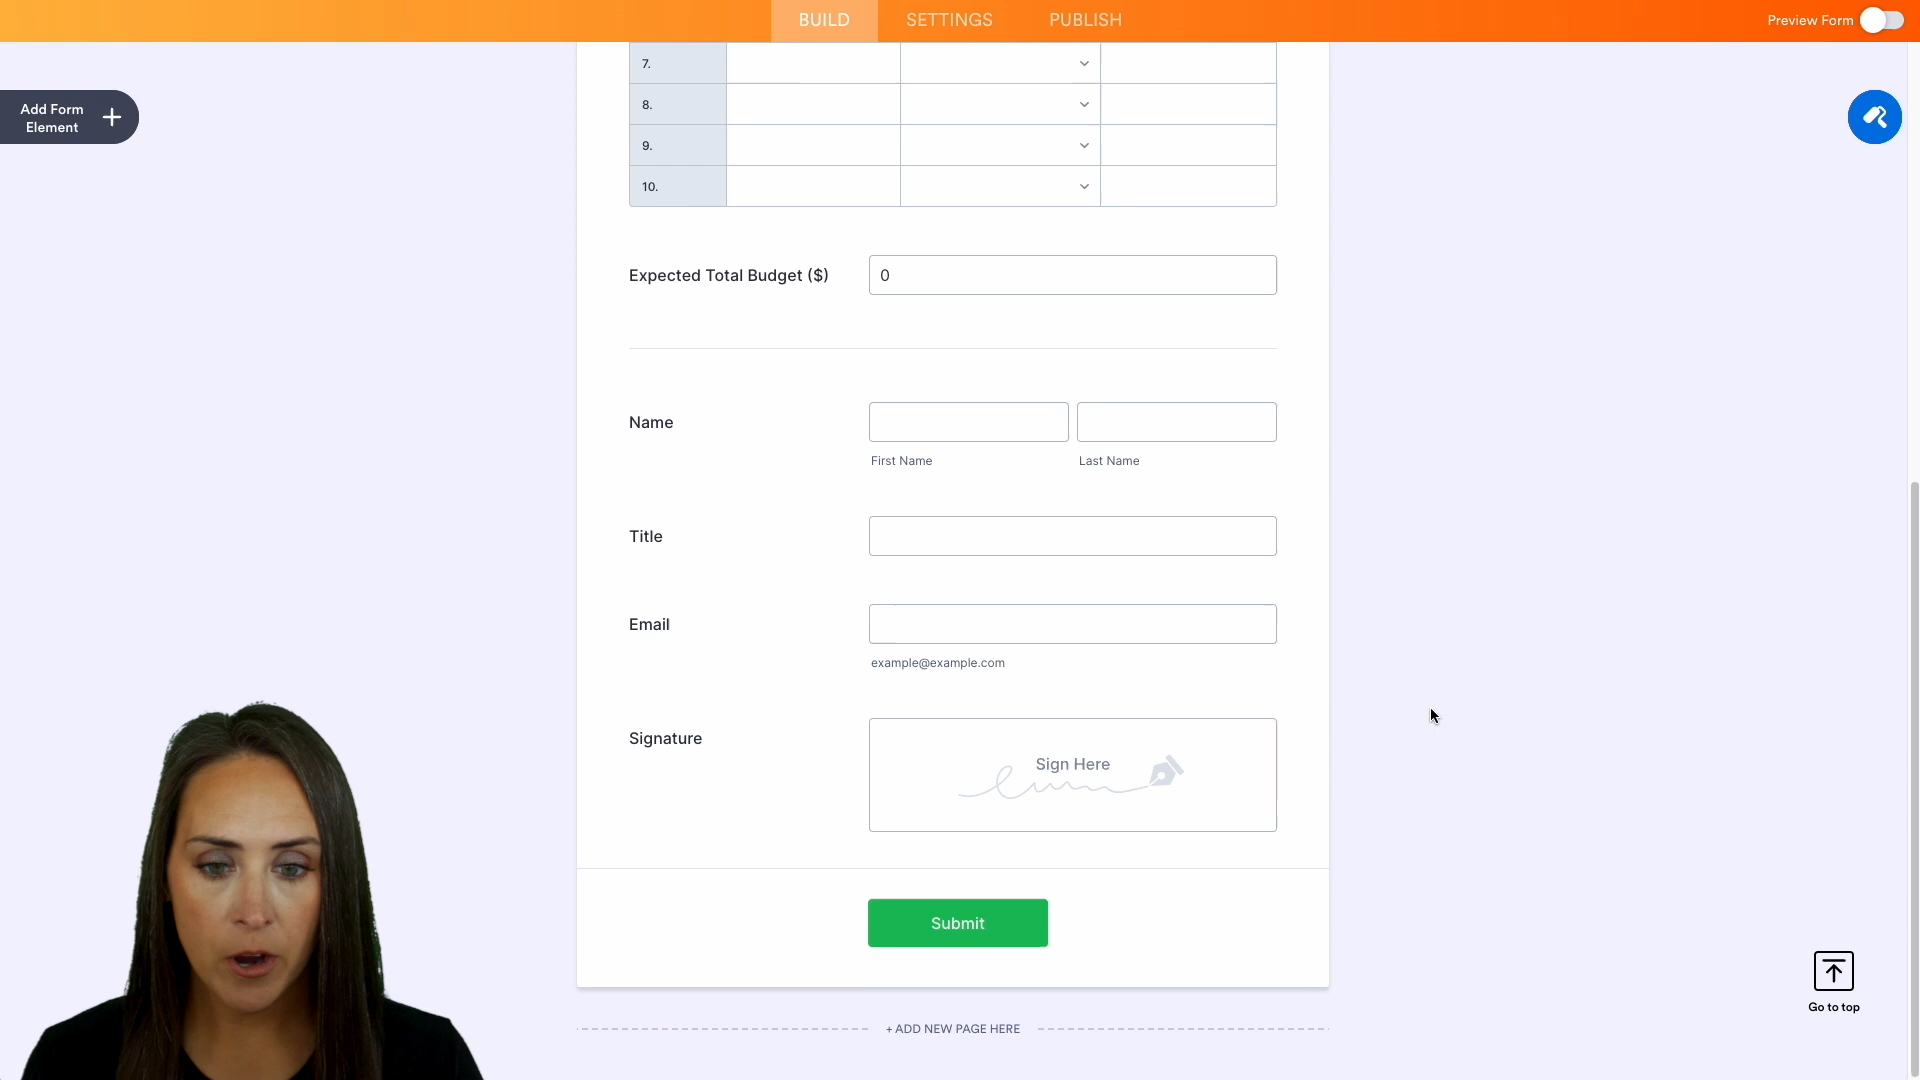 BUILD
SETTINGS
PUBLISH
Preview Form
Add Form
Element
7.
8.
9.
10.
Expected Total Budget ($)
0
Name
First Name
Last Name
Title
Email
example@example.com
Signature
Sign Here
Submit
Go to top
+ ADD NEW PAGE HERE